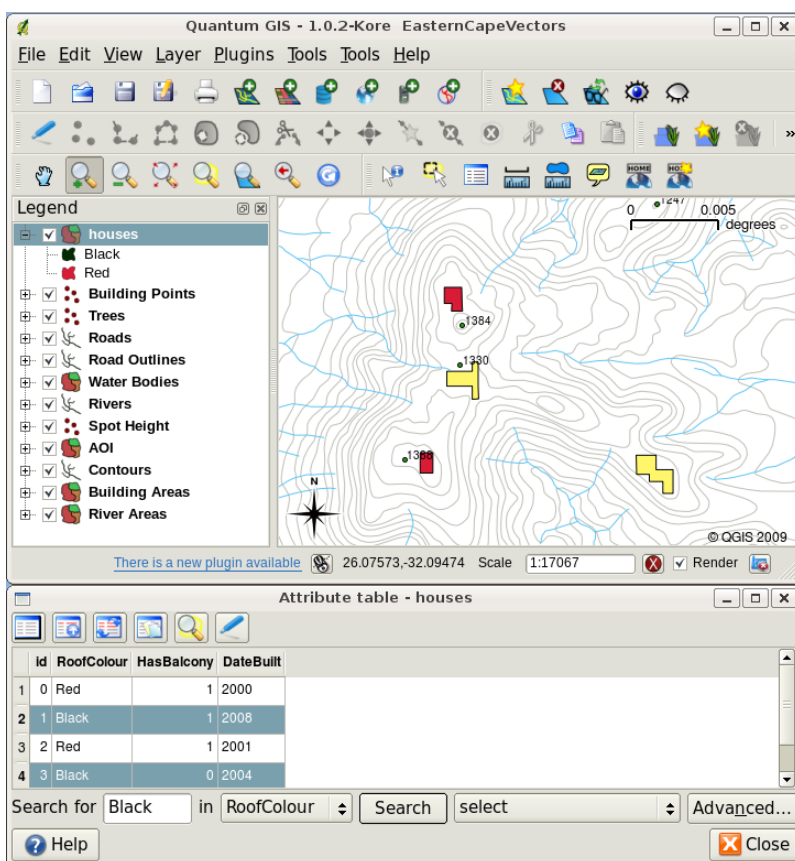 Quantum GIS - 1.0.2-Kore EasternCapeVectors
File Edit View Layer Plugins Tools Tools Help
»
HOME
Legend
houses
Black
Red
Building Points
Trees
Roads
Road Outlines
Water Bodies
Rivers
Spot Height
AOI
Contours
Building Areas
River Areas
1247
0 0.005
degrees
1384
1330
N
© QGIS 2009
There is a new plugin available 26.07573,-32.09474 Scale 1:17067 Render
Attribute table - houses
id RoofColour HasBalcony DateBuilt
1 0 Red 1 2000
2 1 Black 1 2008
3 2 Red 1 2001
4 3 Black 0 2004
Search for Black in RoofColour Search select Advanced...
Help Close